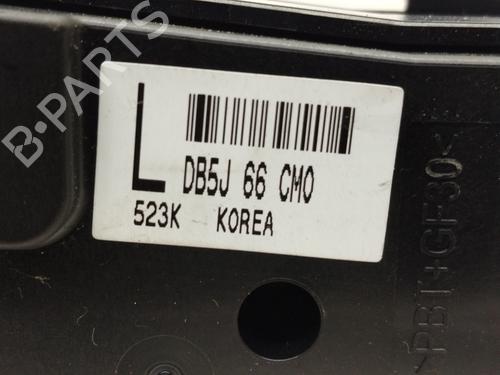 B-PARTS
L
DB5J 66 CM0
523K KOREA
>PBT+GF30<